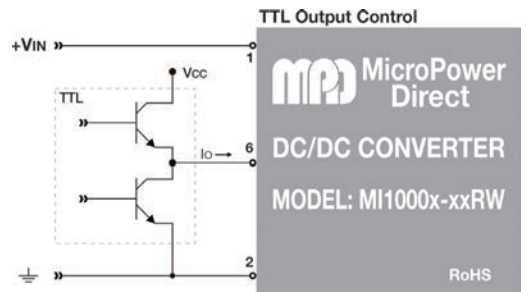 TTL Output Control
+VIN
1
VCC
TTL
IO
6
2
MPD MicroPower
Direct
DC/DC CONVERTER
MODEL: MI1000x-xxRW
RoHS